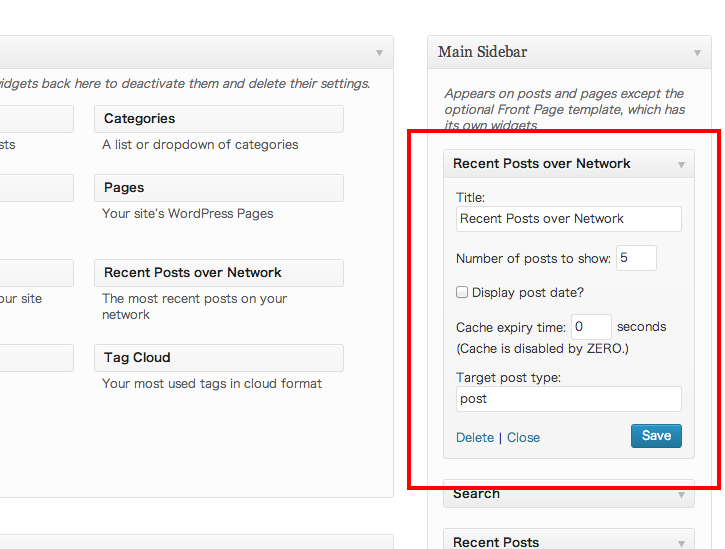 idgets back here to deactivate them and delete their settings.
Categories
sts
A list or dropdown of categories
Pages
Your site's WordPress Pages
Recent Posts over Network
our site
The most recent posts on your
network
Tag Cloud
Your most used tags in cloud format
Main Sidebar
Appears on posts and pages except the
optional Front Page template, which has
its own widgets
Recent Posts over Network
Title:
Recent Posts over Network
Number of posts to show: 5
Display post date?
Cache expiry time: 0 seconds
(Cache is disabled by ZERO.)
Target post type:
post
Delete | Close
Save
Search
Recent Posts